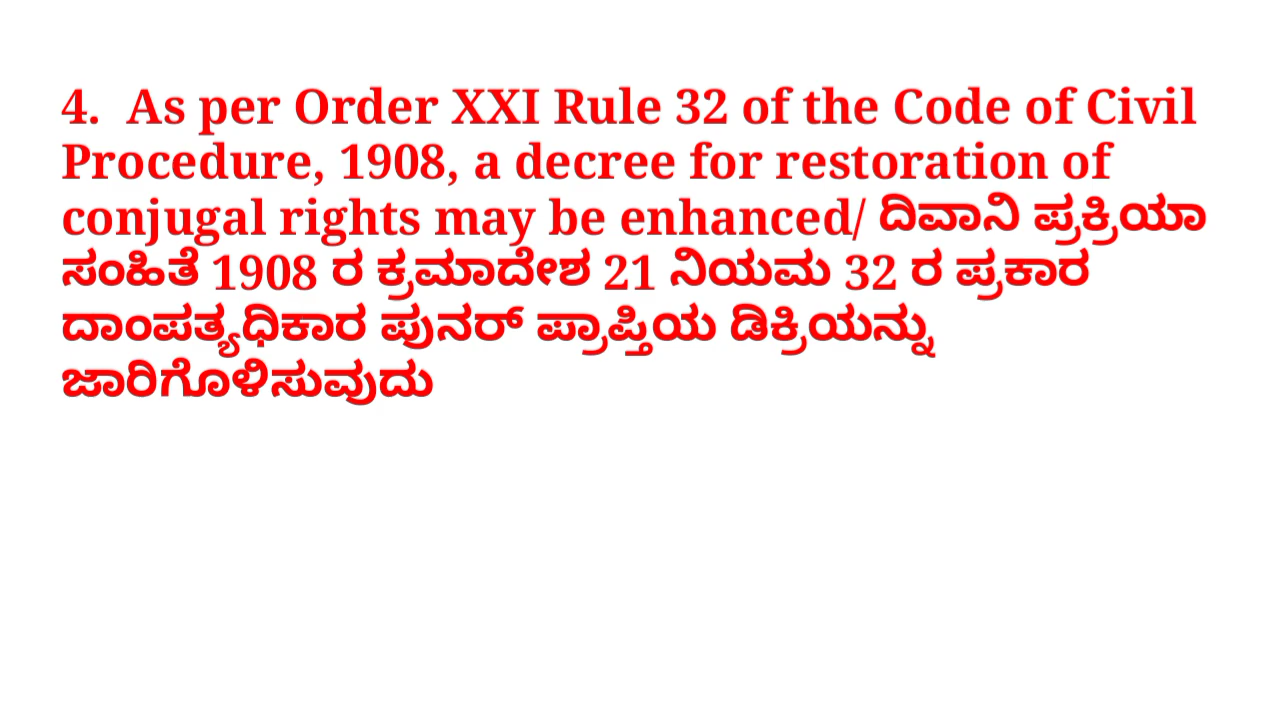 4.  As per Order XXI Rule 32 of the Code of Civil
Procedure, 1908, a decree for restoration of
conjugal rights may be enhanced/ ದಿವಾನಿ ಪ್ರಕ್ರಿಯಾ
ಸಂಹಿತೆ 1908 ರ ಕ್ರಮಾದೇಶ 21 ನಿಯಮ 32 ರ ಪ್ರಕಾರ
ದಾಂಪತ್ಯಧಿಕಾರ ಪುನರ್ ಪ್ರಾಪ್ತಿಯ ಡಿಕ್ರಿಯನ್ನು
ಜಾರಿಗೊಳಿಸುವುದು